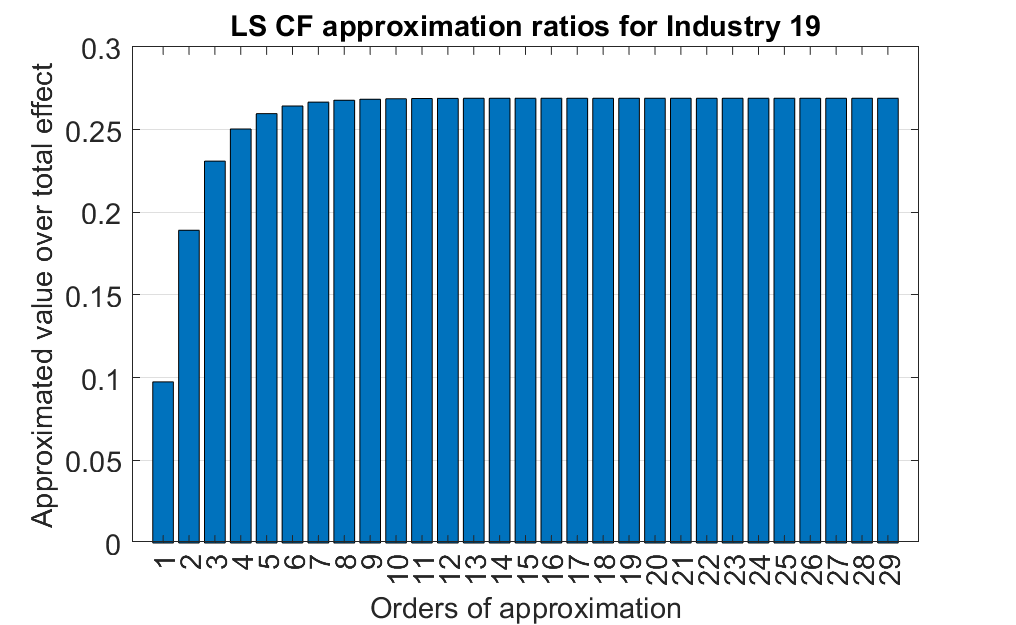 LS CF approximation ratios for Industry 19
Approximated value over total effect
0.3
0.25
0.2
0.15
0.1
0.05
0
1 2 3 4 5 6 7 8 9 10 11 12 13 14 15 16 17 18 19 20 21 22 23 24 25 26 27 28 29
Orders of approximation